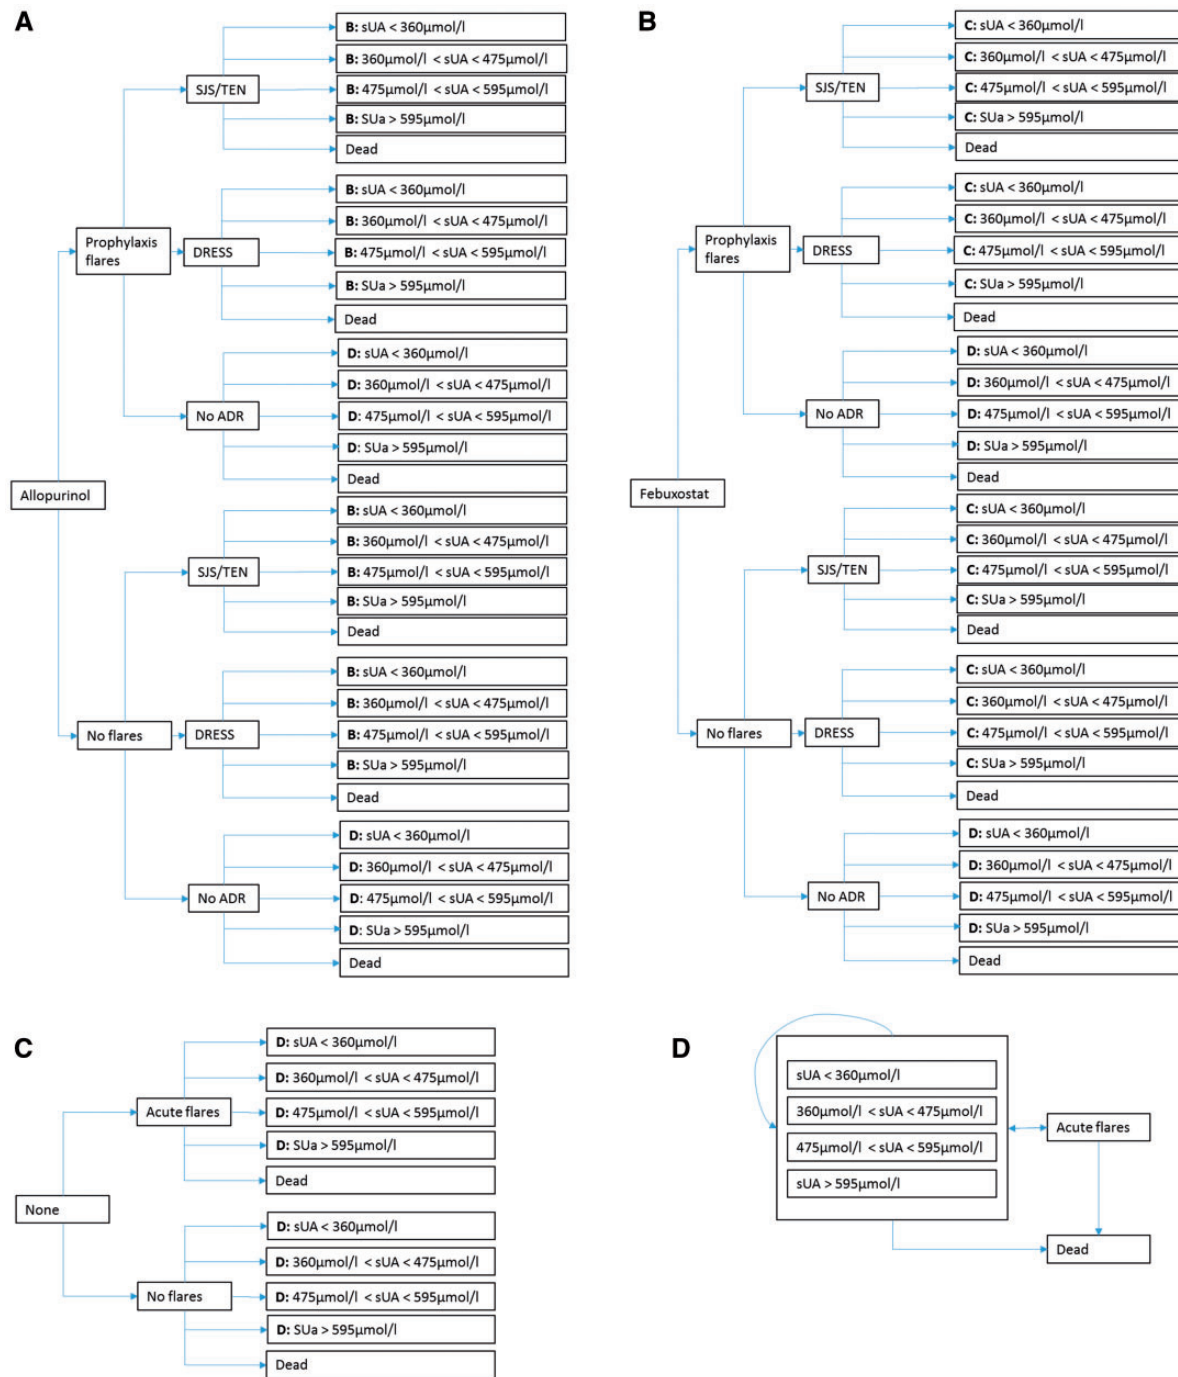 A
Allopurinol
Prophylaxis
flares
SJS/TEN
B: sUA < 360µmol/l
B: 360µmol/l < sUA < 475µmol/l
B: 475µmol/l < sUA < 595µmol/l
B: SUa > 595µmol/l
Dead
DRESS
B: sUA < 360µmol/l
B: 360µmol/l < sUA < 475µmol/l
B: 475µmol/l < sUA < 595µmol/l
B: SUa > 595µmol/l
Dead
No ADR
D: sUA < 360µmol/l
D: 360µmol/l < sUA < 475µmol/l
D: 475µmol/l < sUA < 595µmol/l
D: SUa > 595µmol/l
Dead
No flares
SJS/TEN
B: sUA < 360µmol/l
B: 360µmol/l < sUA < 475µmol/l
B: 475µmol/l < sUA < 595µmol/l
B: SUa > 595µmol/l
Dead
DRESS
B: sUA < 360µmol/l
B: 360µmol/l < sUA < 475µmol/l
B: 475µmol/l < sUA < 595µmol/l
B: SUa > 595µmol/l
Dead
No ADR
D: sUA < 360µmol/l
D: 360µmol/l < sUA < 475µmol/l
D: 475µmol/l < sUA < 595µmol/l
D: SUa > 595µmol/l
Dead
B
Febuxostat
Prophylaxis
flares
SJS/TEN
C: sUA < 360µmol/l
C: 360µmol/l < sUA < 475µmol/l
C: 475µmol/l < sUA < 595µmol/l
C: SUa > 595µmol/l
Dead
DRESS
C: sUA < 360µmol/l
C: 360µmol/l < sUA < 475µmol/l
C: 475µmol/l < sUA < 595µmol/l
C: SUa > 595µmol/l
Dead
No ADR
D: sUA < 360µmol/l
D: 360µmol/l < sUA < 475µmol/l
D: 475µmol/l < sUA < 595µmol/l
D: SUa > 595µmol/l
Dead
No flares
SJS/TEN
C: sUA < 360µmol/l
C: 360µmol/l < sUA < 475µmol/l
C: 475µmol/l < sUA < 595µmol/l
C: SUa > 595µmol/l
Dead
DRESS
C: sUA < 360µmol/l
C: 360µmol/l < sUA < 475µmol/l
C: 475µmol/l < sUA < 595µmol/l
C: SUa > 595µmol/l
Dead
No ADR
D: sUA < 360µmol/l
D: 360µmol/l < sUA < 475µmol/l
D: 475µmol/l < sUA < 595µmol/l
D: SUa > 595µmol/l
Dead
C
None
Acute flares
D: sUA < 360µmol/l
D: 360µmol/l < sUA < 475µmol/l
D: 475µmol/l < sUA < 595µmol/l
D: SUa > 595µmol/l
Dead
No flares
D: sUA < 360µmol/l
D: 360µmol/l < sUA < 475µmol/l
D: 475µmol/l < sUA < 595µmol/l
D: SUa > 595µmol/l
Dead
D
sUA < 360µmol/l
360µmol/l < sUA < 475µmol/l
475µmol/l < sUA < 595µmol/l
sUA > 595µmol/l
Acute flares
Dead